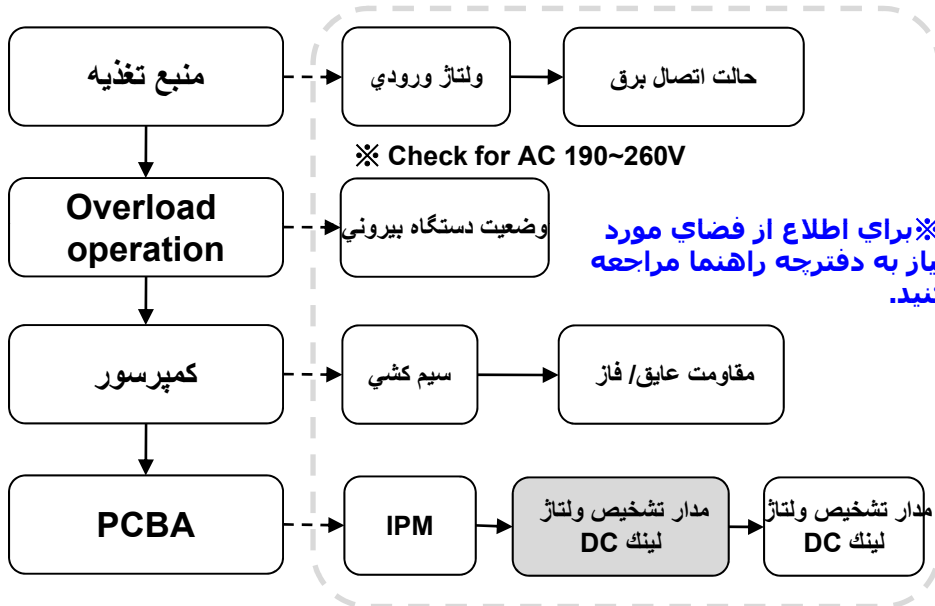 منبع تغذيه
ولتاژ ورودي
حالت اتصال برق
※ Check for AC 190~260V
Overload
operation
وضعيت دستگاه بيروني
※براي اطلاع از فضاي مورد
نياز به دفترچه راهنما مراجعه
كنيد.
كمپرسور
سيم كشي
مقاومت عايق/ فاز
PCBA
IPM
مدار تشخيص ولتاژ
لينك DC
مدار تشخيص ولتاژ
لينك DC